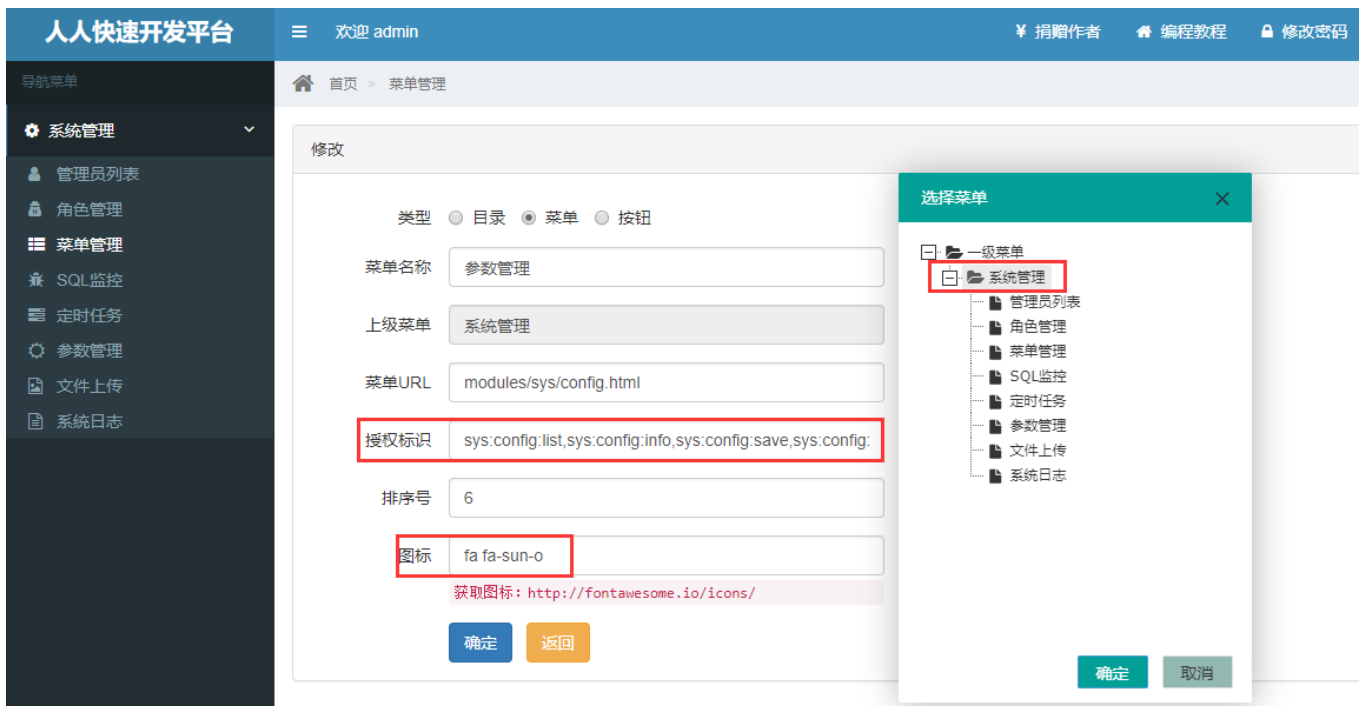 人人快速开发平台
欢迎 admin
¥ 捐赠作者
编程教程
修改密码
导航菜单
首页 > 菜单管理
系统管理
管理员列表
角色管理
菜单管理
SQL监控
定时任务
参数管理
文件上传
系统日志
修改
类型 目录 菜单 按钮
菜单名称 参数管理
上级菜单 系统管理
菜单URL modules/sys/config.html
授权标识 sys:config:list,sys:config:info,sys:config:save,sys:config:
排序号 6
图标 fa fa-sun-o
获取图标：http://fontawesome.io/icons/
确定 返回
选择菜单
一级菜单
系统管理
管理员列表
角色管理
菜单管理
SQL监控
定时任务
参数管理
文件上传
系统日志
确定 取消